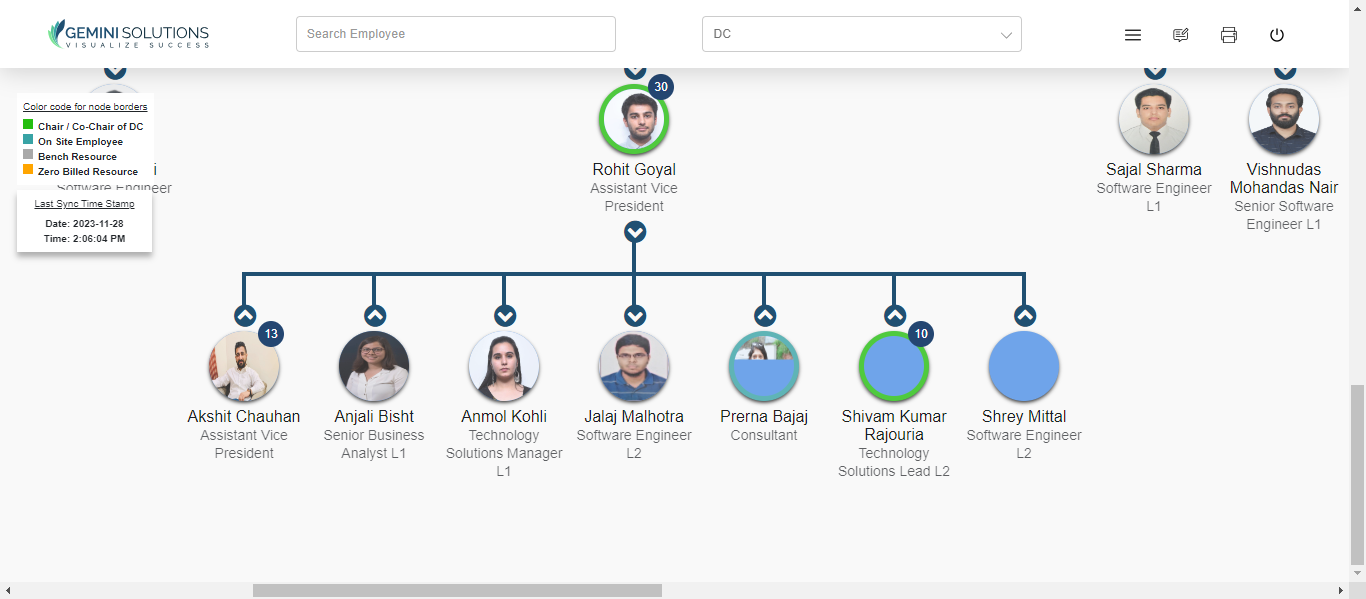 GEMINI SOLUTIONS
VISUALIZE SUCCESS
Search Employee
DC
Color code for node borders
Chair / Co-Chair of DC
On Site Employee
Bench Resource
Zero Billed Resource
i
Software Engineer
Last Sync Time Stamp
Date: 2023-11-28
Time: 2:06:04 PM
30
Rohit Goyal
Assistant Vice
President
Sajal Sharma
Software Engineer
L1
Vishnudas
Mohandas Nair
Senior Software
Engineer L1
13
Akshit Chauhan
Assistant Vice
President
Anjali Bisht
Senior Business
Analyst L1
Anmol Kohli
Technology
Solutions Manager
L1
Jalaj Malhotra
Software Engineer
L2
Prerna Bajaj
Consultant
10
Shivam Kumar
Rajouria
Technology
Solutions Lead L2
Shrey Mittal
Software Engineer
L2